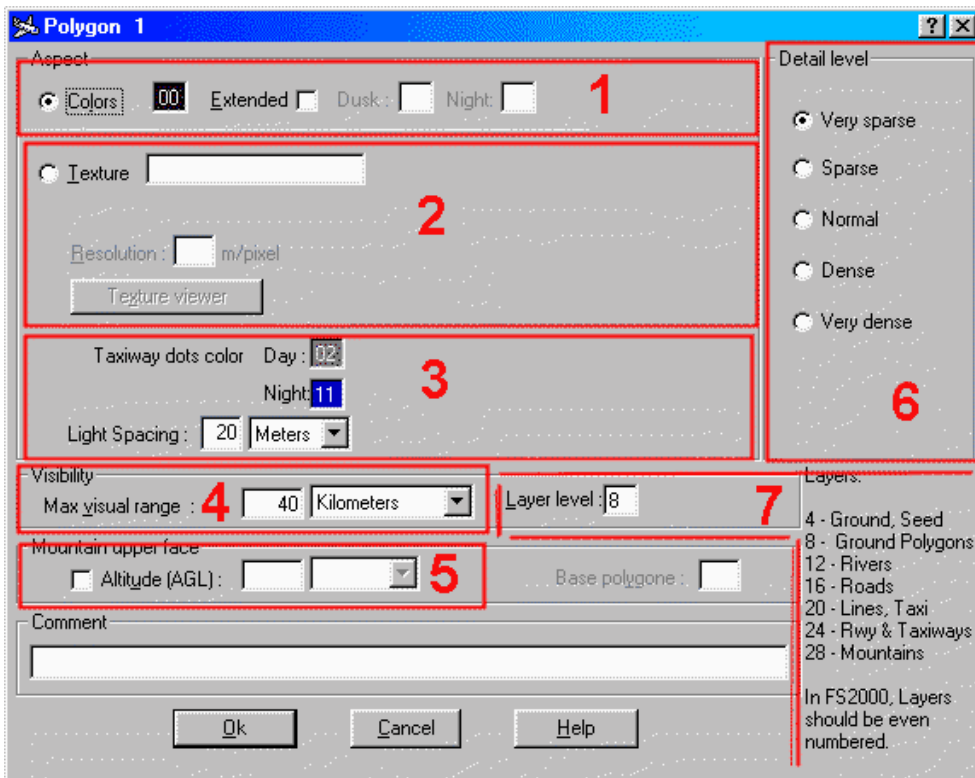 Polygon 1
Aspect
Colors 00 Extended Dusk : Night:
1
Texture
2
Resolution : m/pixel
Texture viewer
Taxiway dots color Day : 02
3
Night: 11
Light Spacing : 20 Meters
Detail level
Very sparse
Sparse
Normal
Dense
Very dense
6
Visibility
Max visual range : 4 40 Kilometers
Layer level : 8
7
Mountain upper face
Altitude (AGL) :
5
Base polygone :
Comment
Ok Cancel Help
Layers:
4 - Ground, Seed
8 - Ground Polygons
12 - Rivers
16 - Roads
20 - Lines, Taxi
24 - Rwy & Taxiways
28 - Mountains
In FS2000, Layers
should be even
numbered.